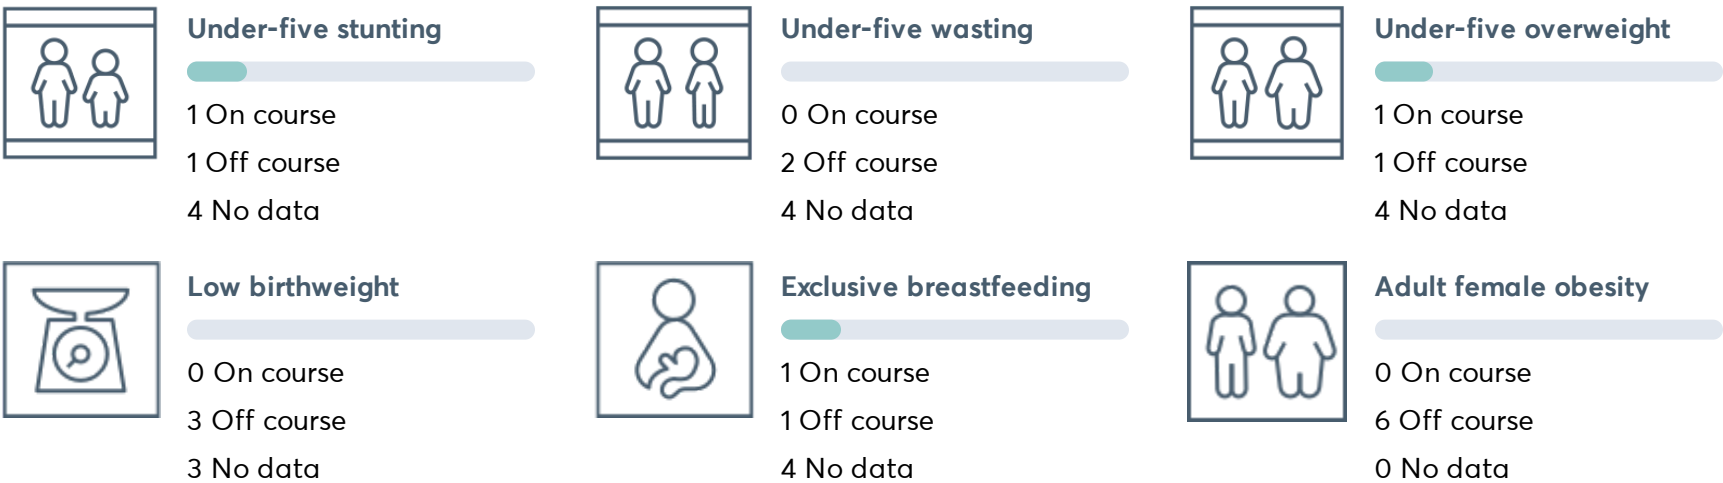 Under-five stunting
1 On course
1 Off course
4 No data
Under-five wasting
0 On course
2 Off course
4 No data
Under-five overweight
1 On course
1 Off course
4 No data
Low birthweight
0 On course
3 Off course
3 No data
Exclusive breastfeeding
1 On course
1 Off course
4 No data
Adult female obesity
0 On course
6 Off course
0 No data